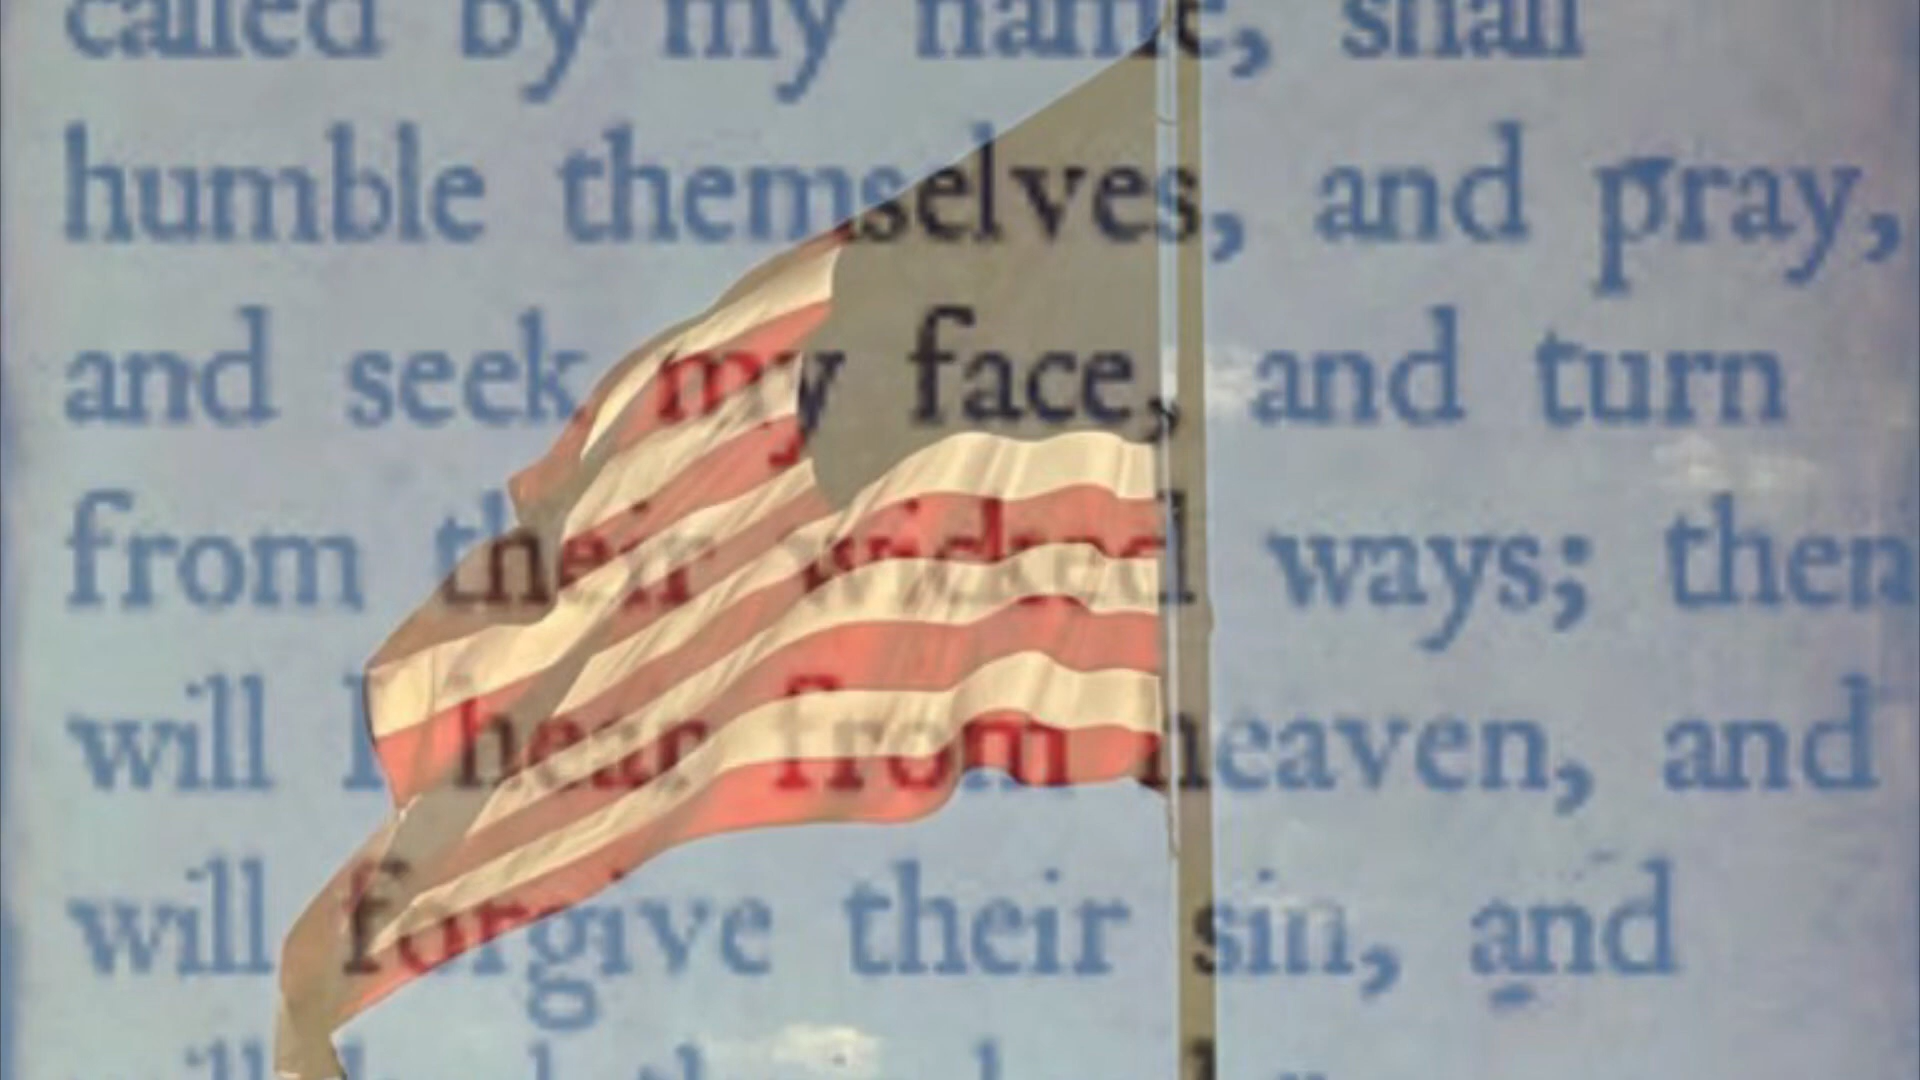 called by my name, shall
humble themselves, and pray,
and seek my face, and turn
from their wicked ways; then
will I hear from heaven, and
will forgive their sin, and